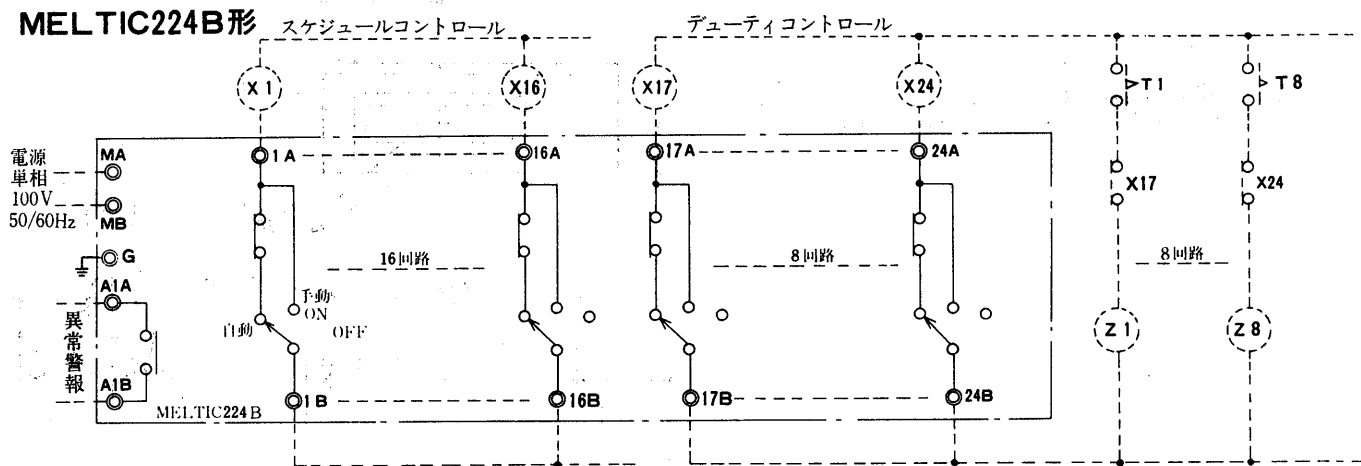 MELTIC224B形
スケジュールコントロール
デューティコントロール
X1
X16
X17
X24
T1
T8
電源
単相
100V
50/60Hz
MA
MB
G
A1A
A1B
異常警報
1A
16A
17A
24A
X17
X24
16回路
8回路
8回路
手動
ON
自動
OFF
Z1
Z8
1B
16B
17B
24B
MELTIC224B